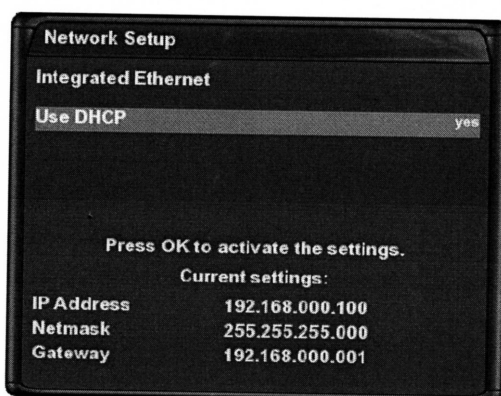 Network Setup
Integrated Ethernet
Use DHCP yes
Press OK to activate the settings.
Current settings:
IP Address 192.168.000.100
Netmask 255.255.255.000
Gateway 192.168.000.001